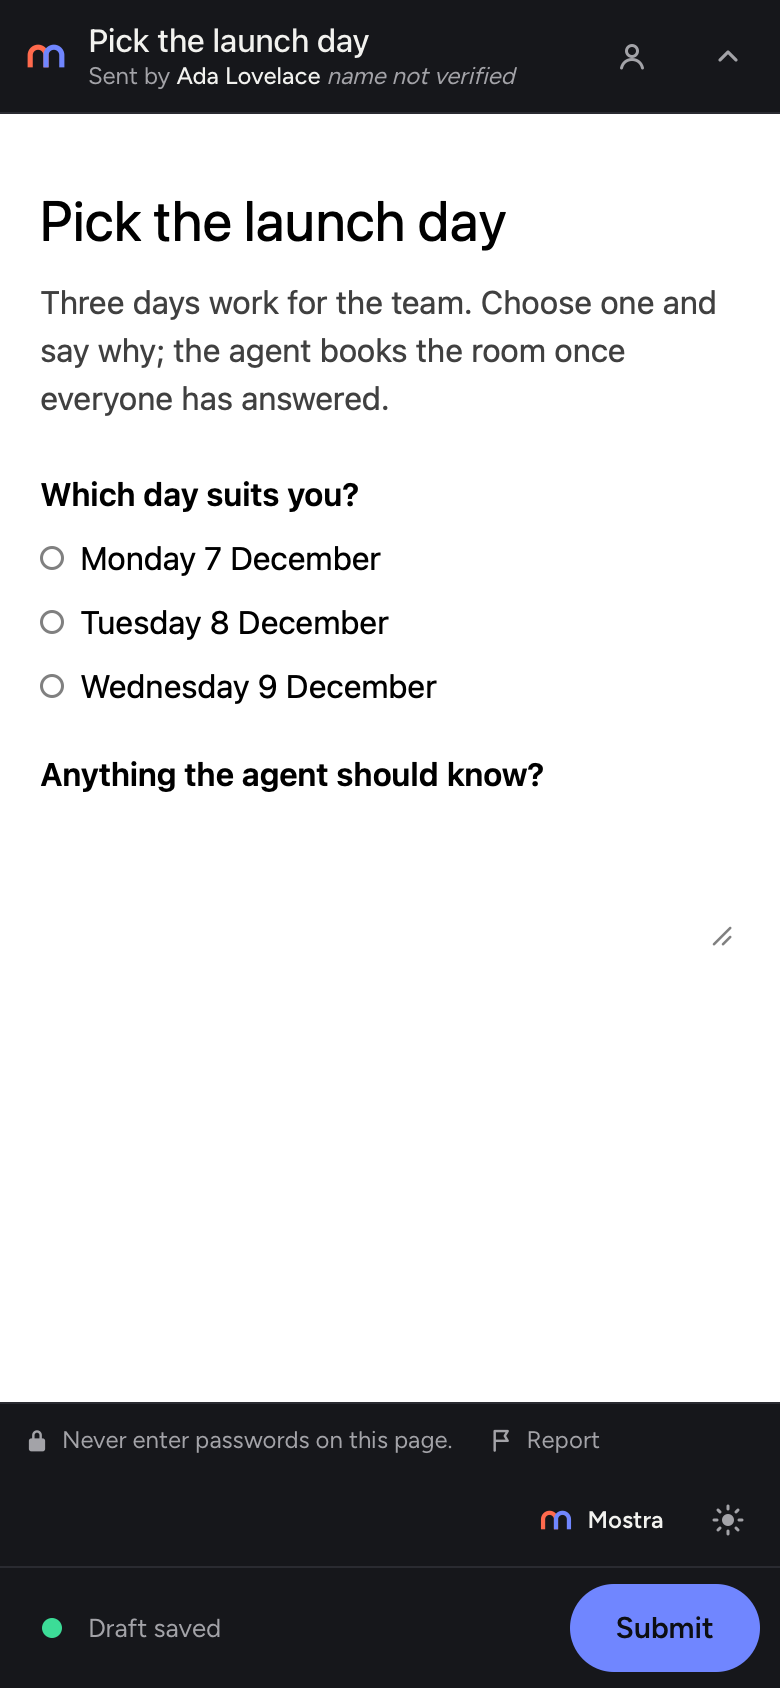 Pick the launch day
Sent by Ada Lovelace name not verified
Pick the launch day
Three days work for the team. Choose one and
say why; the agent books the room once
everyone has answered.
Which day suits you?
Monday 7 December
Tuesday 8 December
Wednesday 9 December
Anything the agent should know?
Never enter passwords on this page.
Report
Mostra
Draft saved
Submit